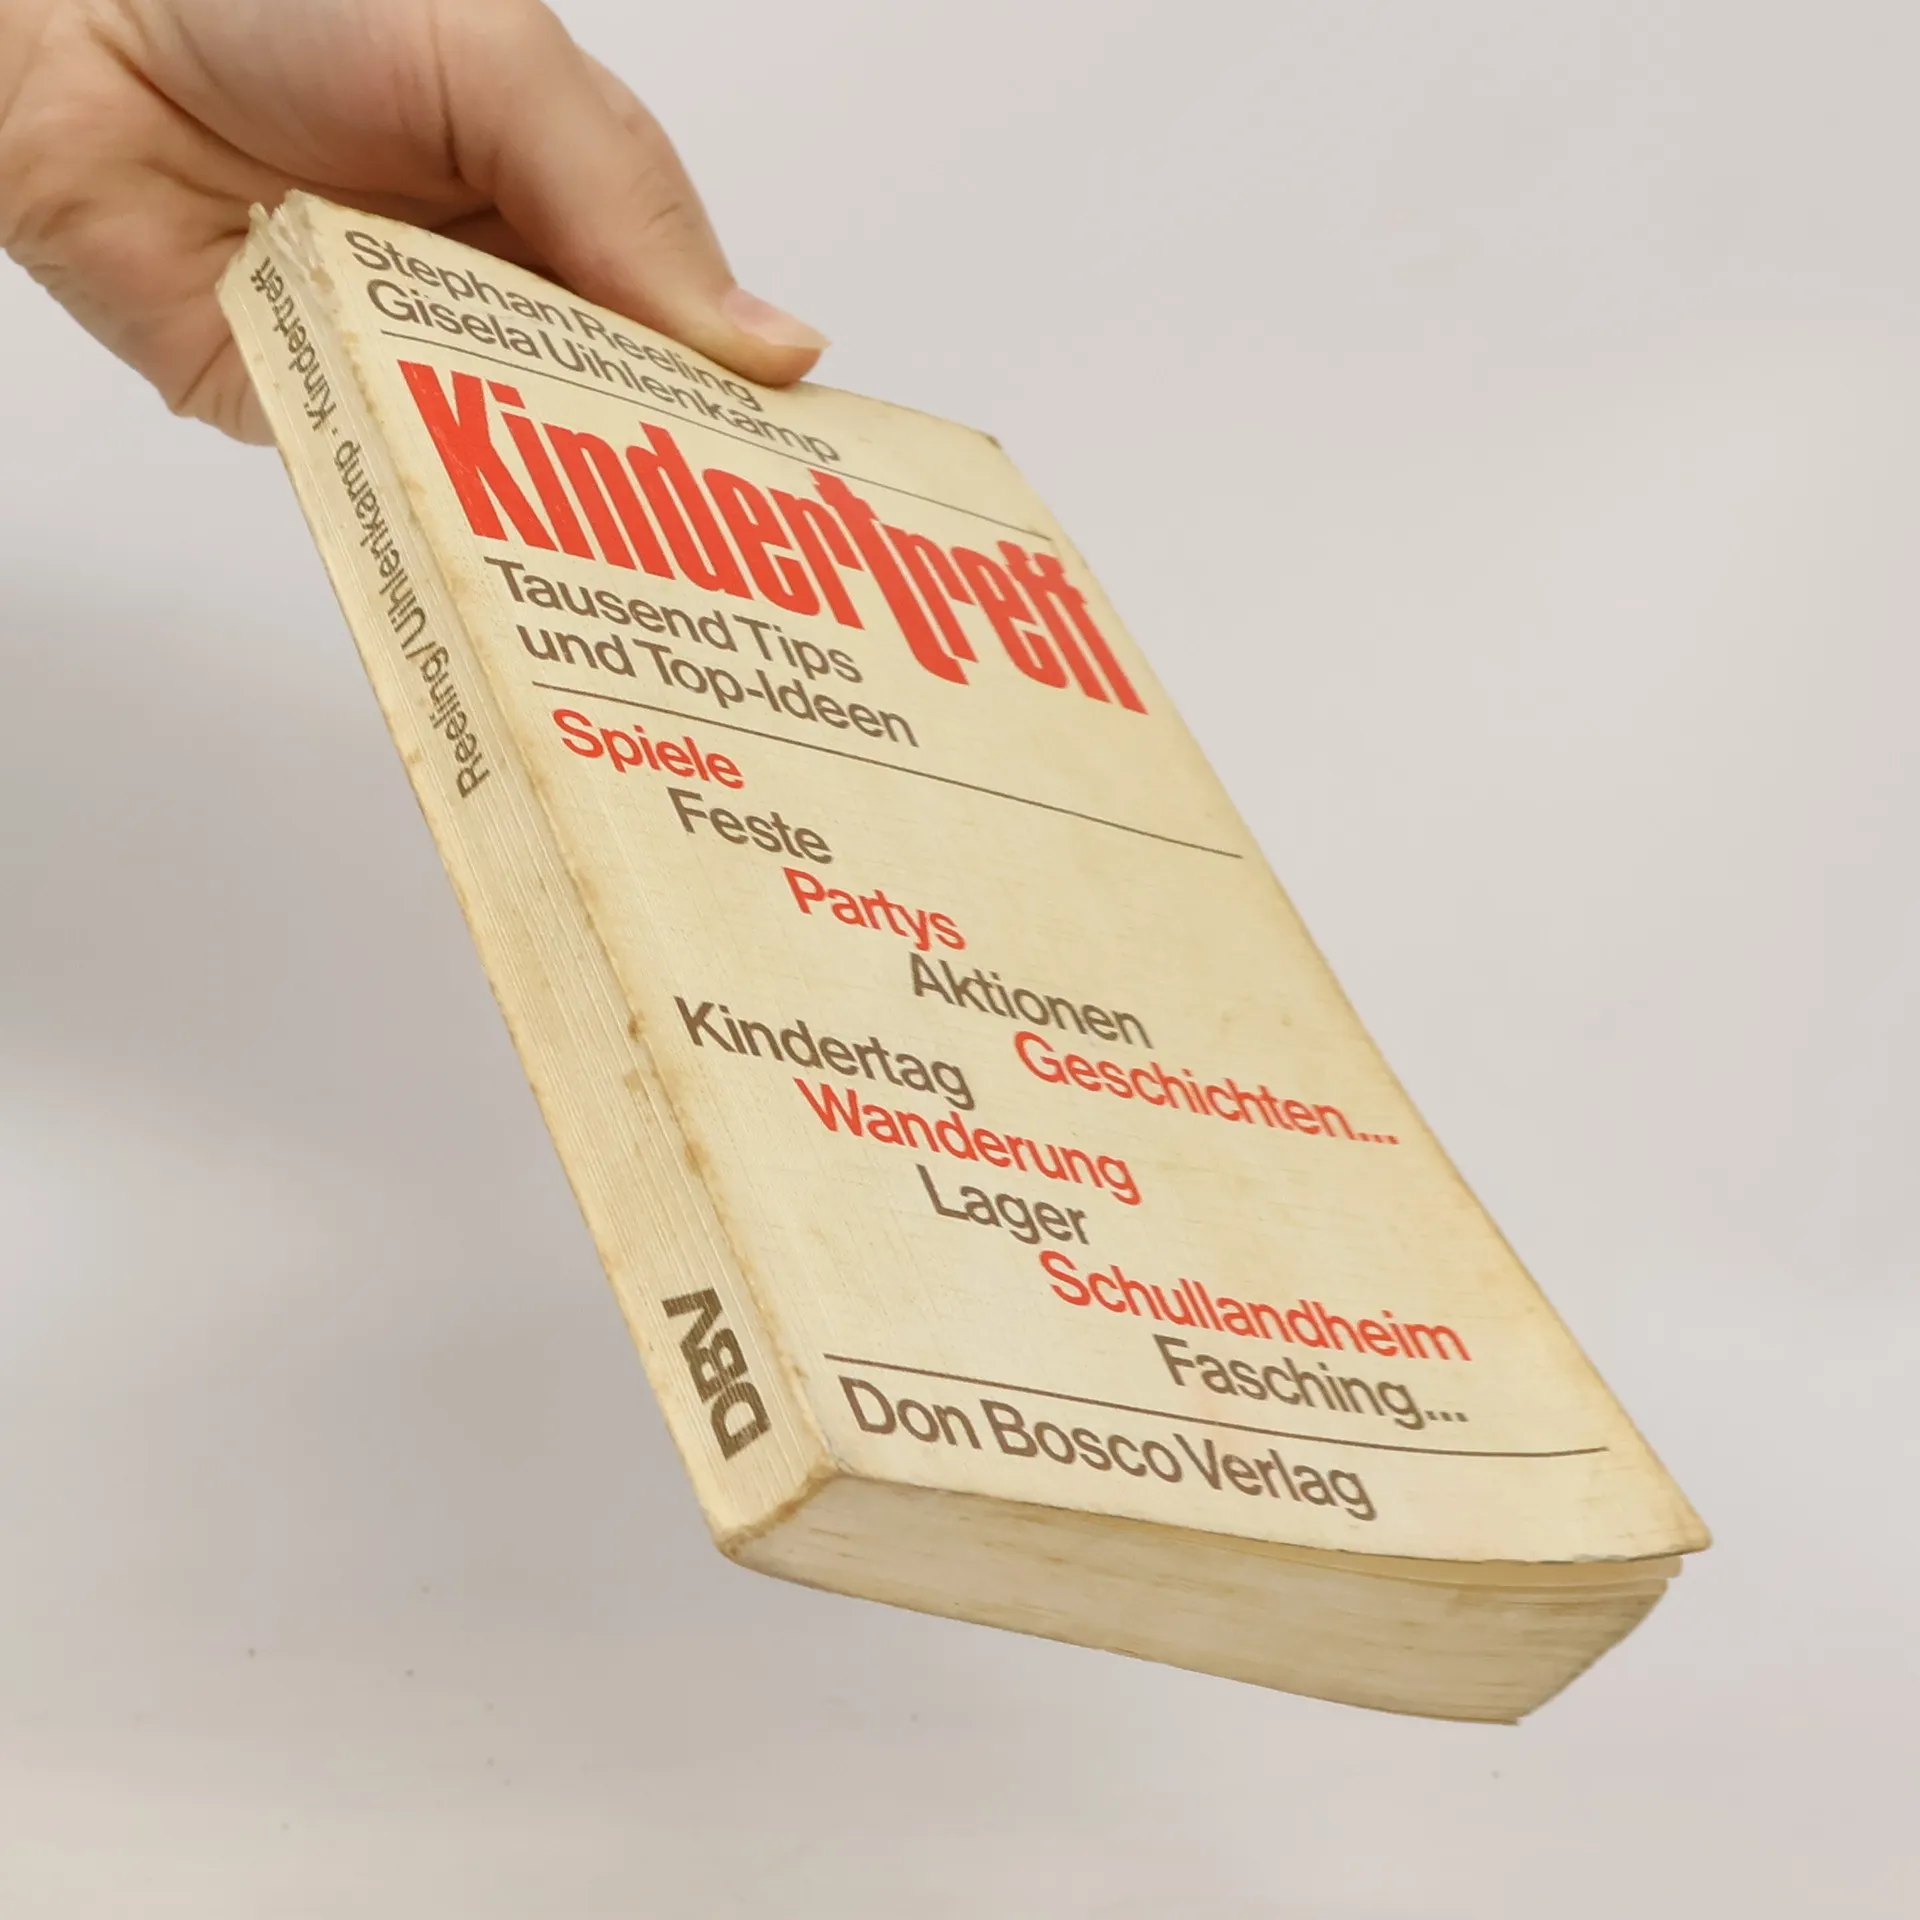 Stephan Reeling
Gisela Uihlenkamp
Kindertreff
Tausend Tips
und Top-Ideen
Spiele
Feste
Partys
Aktionen
Geschichten...
Kindertag
Wanderung
Lager
Schullandheim
Fasching...
Don Bosco Verlag
Reeling/Uihlenkamp · Kindertreff
DBV